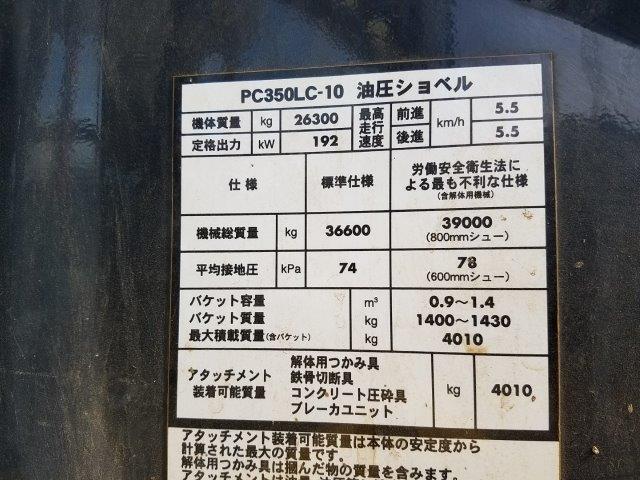 PC350LC-10 油圧ショベル
機体質量 kg 26300 最高走行速度 前進 km/h 5.5
定格出力 kW 192 後進 5.5
仕様 標準仕様 労働安全衛生法による最も不利な仕様(含解体用機械)
機械総質量 kg 36600 39000
(800mmシュー)
平均接地圧 kPa 74 78
(600mmシュー)
バケット容量 m³ 0.9〜1.4
バケット質量 kg 1400〜1430
最大積載質量(含バケット) kg 4010
アタッチメント装着可能質量 解体用つかみ具 kg 4010
鉄骨切断具
コンクリート圧砕具
ブレーカユニット
アタッチメント装着可能質量は本体の安定度から
計算された最大の質量です。
解体用つかみ具は掴んだ物の質量を含みます。